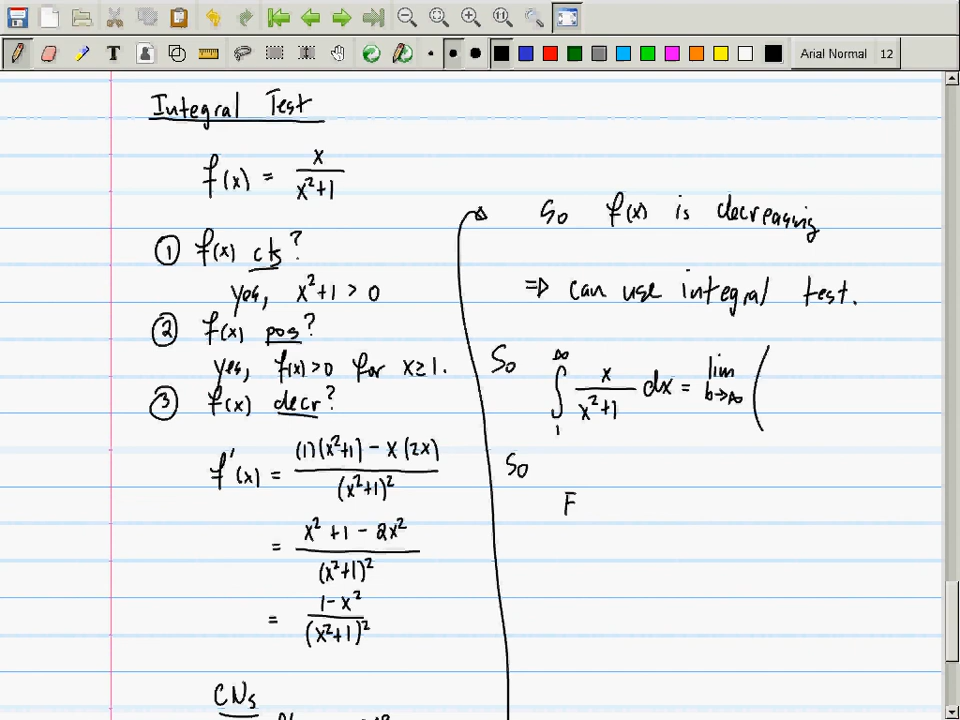 Arial Normal 12
Integral Test
f(x) = x / (x²+1)
① f(x) cts?
yes, x²+1 > 0
② f(x) pos?
yes, f(x)>0 for x≥1.
③ f(x) decr?
f'(x) = ((1)(x²+1) - x(2x)) / (x²+1)²
= (x² +1 - 2x²) / (x²+1)²
= (1-x²) / (x²+1)²
CNs
So f(x) is decreasing
⇒ can use integral test.
So ∫₁^∞ x / (x²+1) dx = lim b→∞ (
So
F